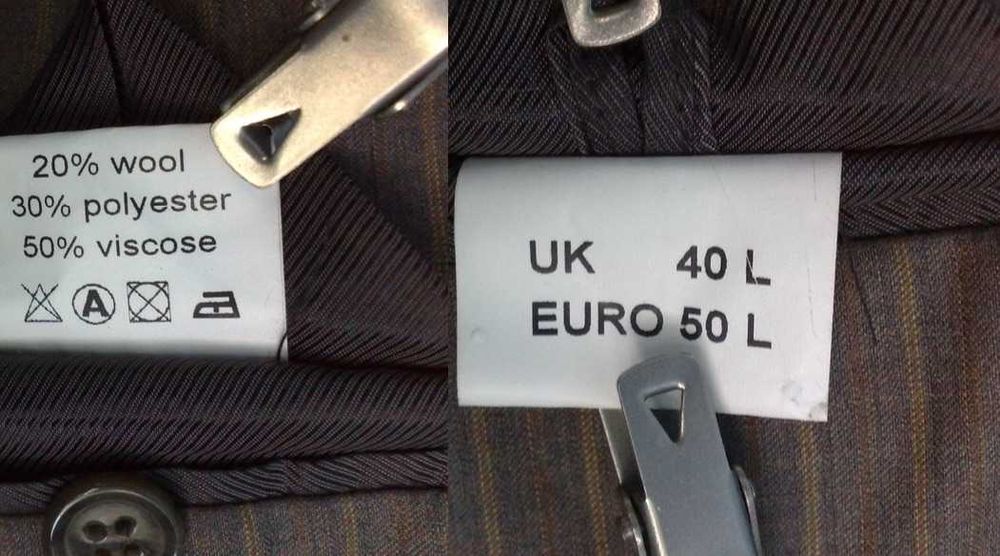 20% wool
30% polyester
50% viscose
A
UK 40 L
EURO 50 L